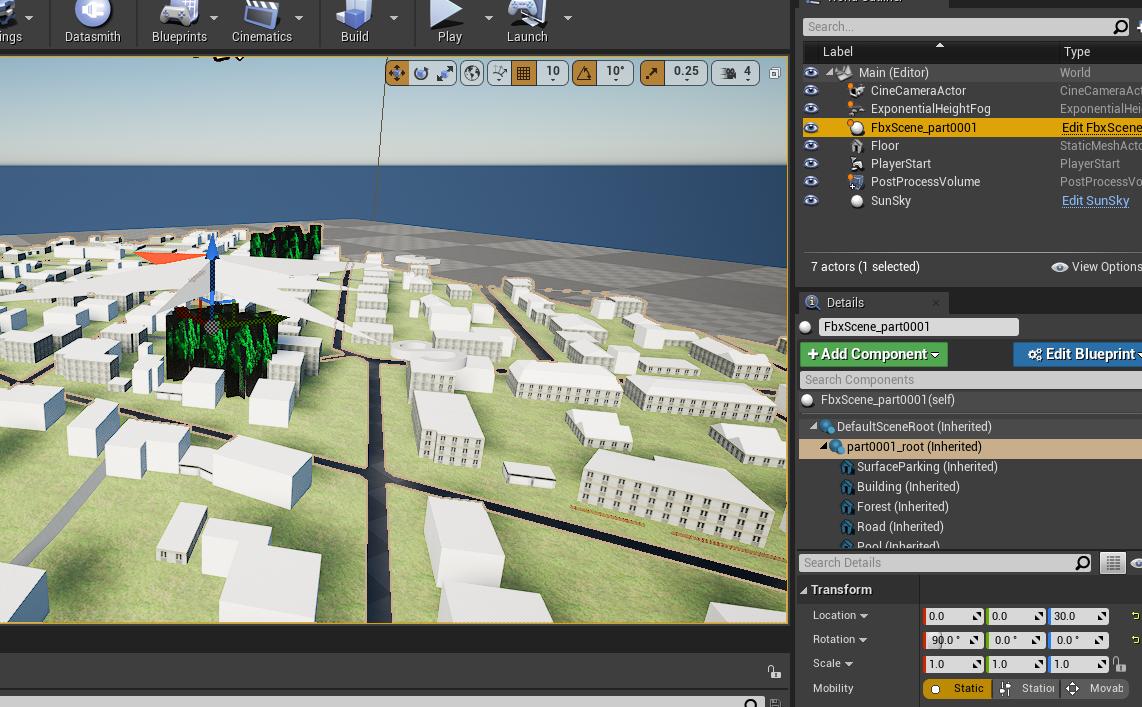 ngs Datasmith Blueprints Cinematics Build Play Launch
10 10° 0.25 4
Search...
Label Type
Main (Editor) World
CineCameraActor CineCameraAct
ExponentialHeightFog ExponentialHei
FbxScene_part0001 Edit FbxScene
Floor StaticMeshActo
PlayerStart PlayerStart
PostProcessVolume PostProcessVo
SunSky Edit SunSky
7 actors (1 selected) View Options
Details
FbxScene_part0001
+Add Component Edit Blueprint
Search Components
FbxScene_part0001(self)
DefaultSceneRoot (Inherited)
part0001_root (Inherited)
SurfaceParking (Inherited)
Building (Inherited)
Forest (Inherited)
Road (Inherited)
Pool (Inherited)
Search Details
Transform
Location 0.0 0.0 30.0
Rotation 90.0 ° 0.0 ° 0.0 °
Scale 1.0 1.0 1.0
Mobility Static Station Movab